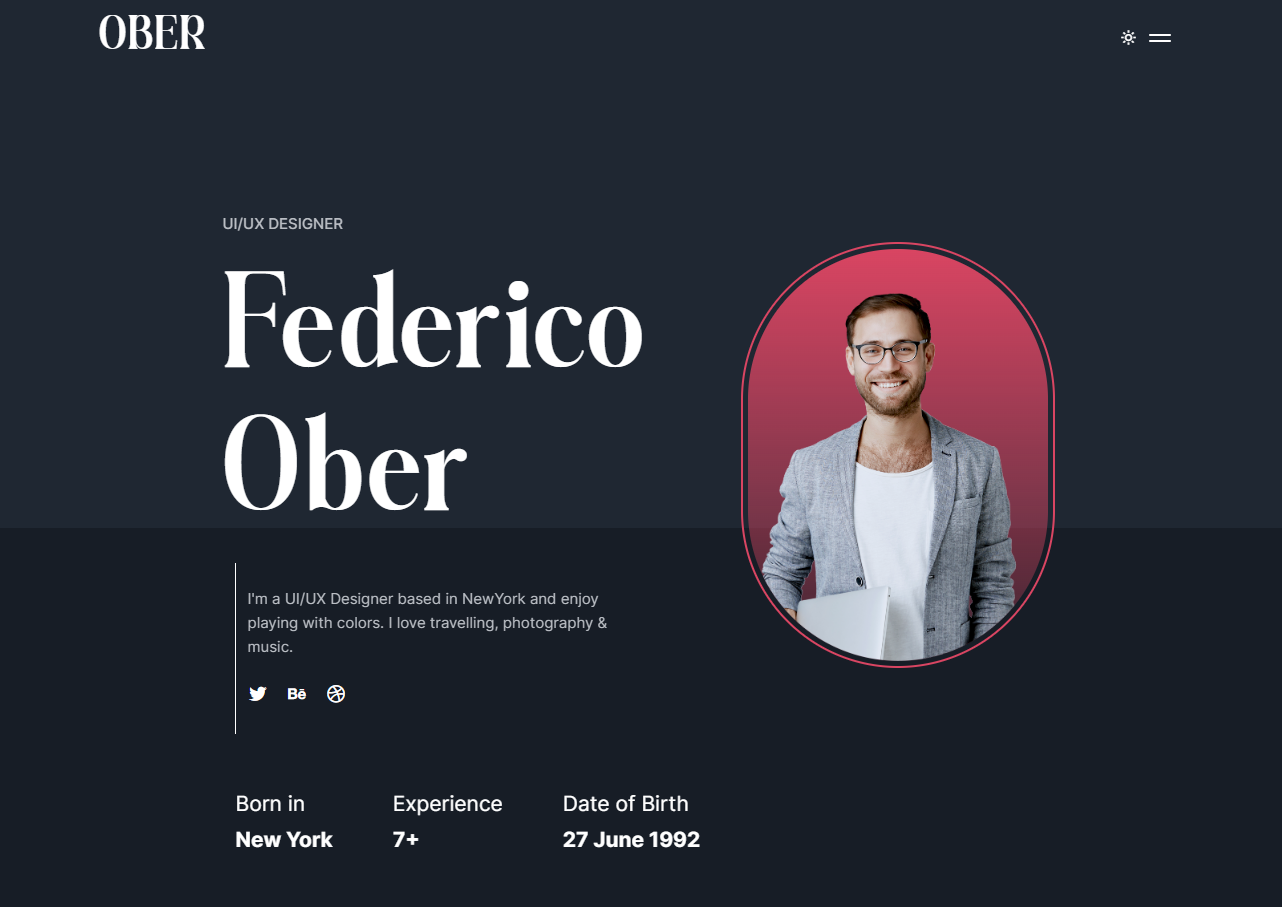 OBER
UI/UX DESIGNER
Federico
Ober
I'm a UI/UX Designer based in NewYork and enjoy
playing with colors. I love travelling, photography &
music.
Bē
Born in
New York
Experience
7+
Date of Birth
27 June 1992